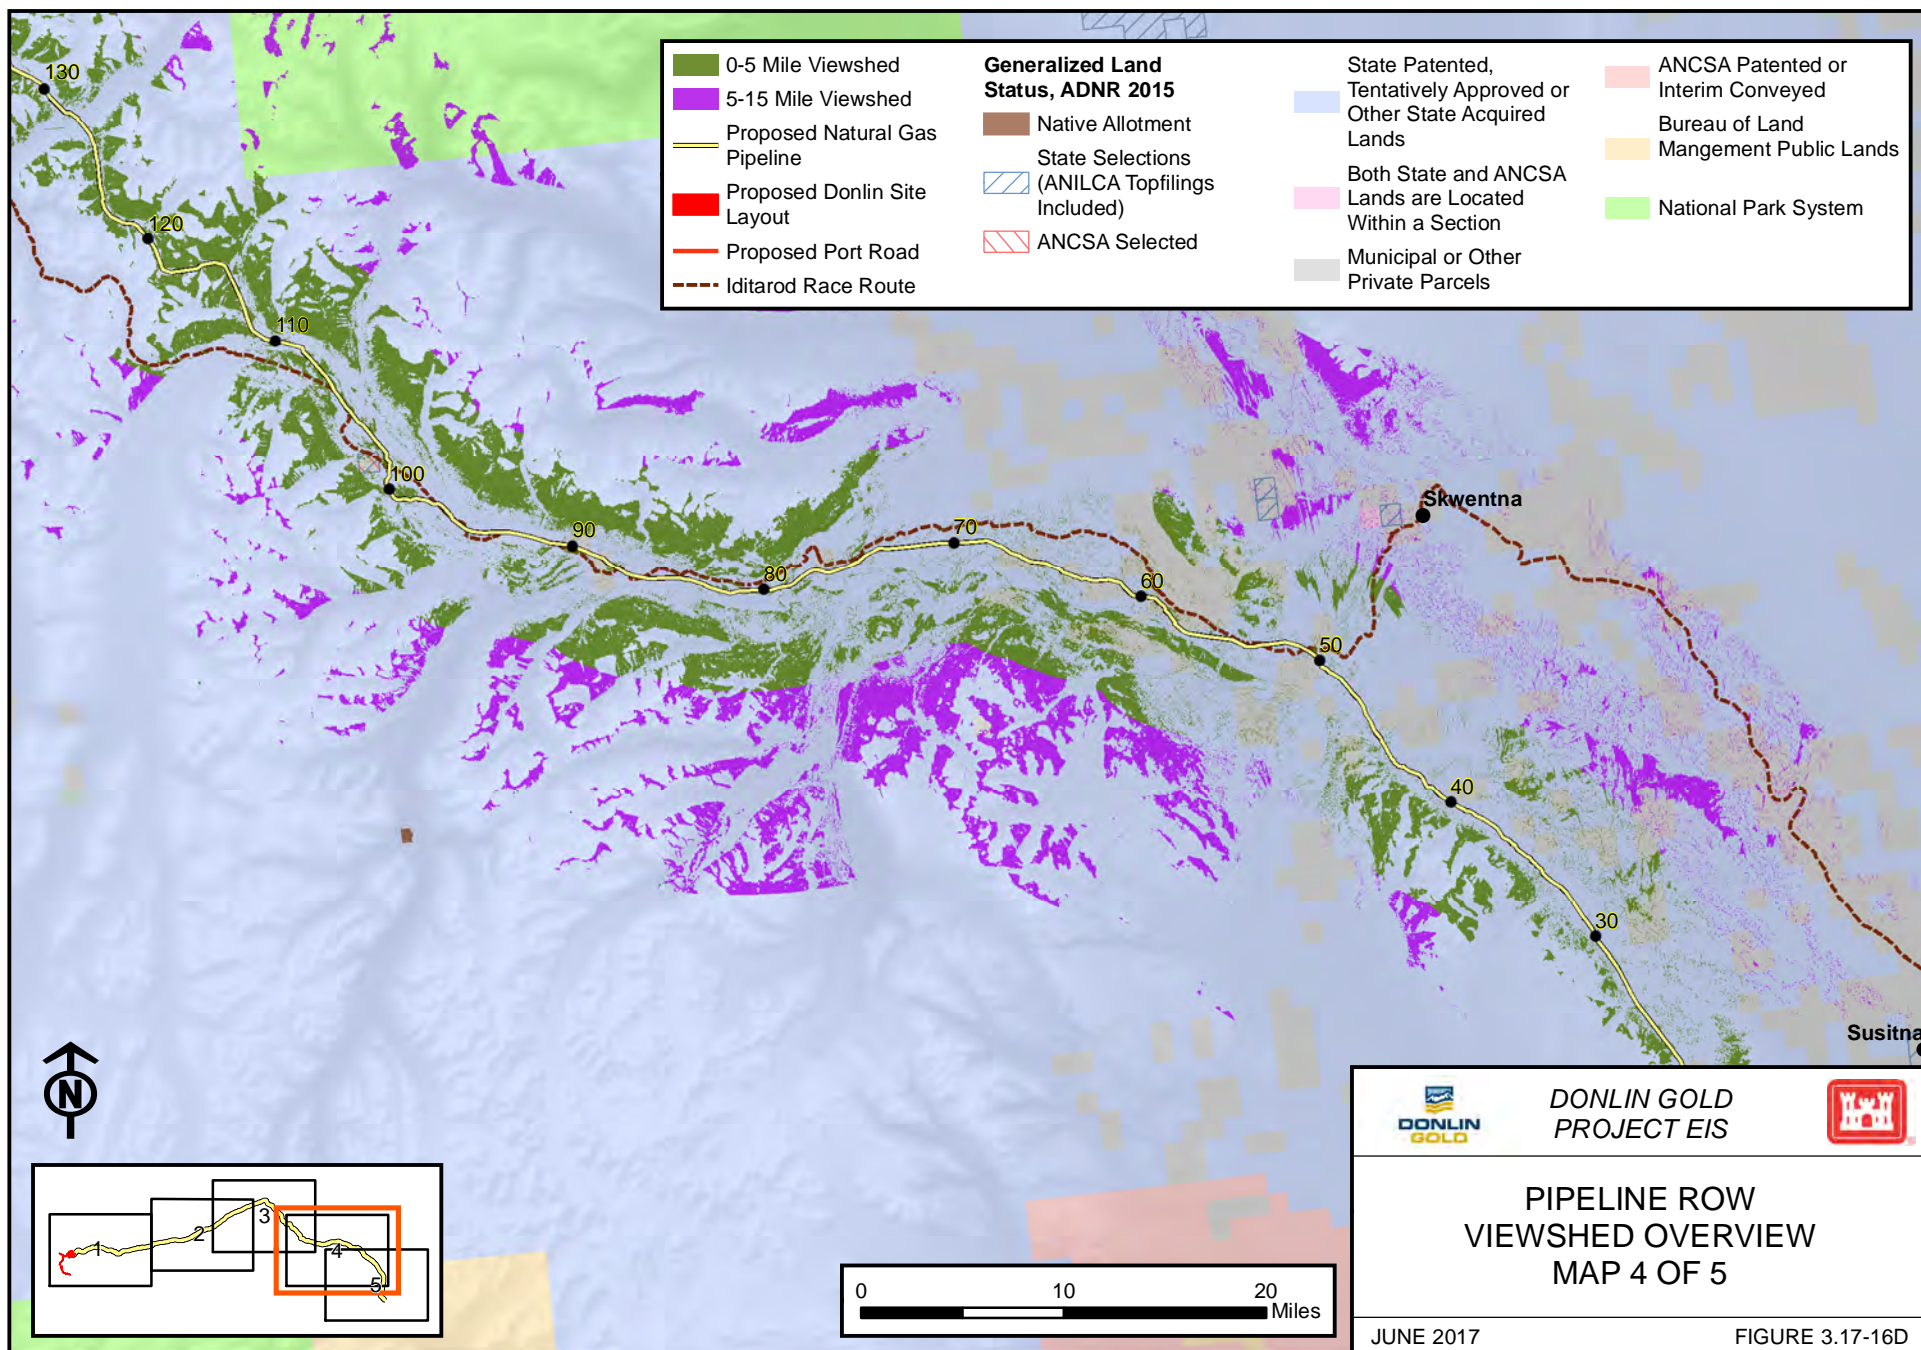 0-5 Mile Viewshed
5-15 Mile Viewshed
Proposed Natural Gas
Pipeline
Proposed Donlin Site
Layout
Proposed Port Road
Iditarod Race Route
Generalized Land
Status, ADNR 2015
Native Allotment
State Selections
(ANILCA Topfilings
Included)
ANCSA Selected
State Patented,
Tentatively Approved or
Other State Acquired
Lands
Both State and ANCSA
Lands are Located
Within a Section
Municipal or Other
Private Parcels
ANCSA Patented or
Interim Conveyed
Bureau of Land
Mangement Public Lands
National Park System
130
120
110
100
90
80
70
60
50
40
30
Skwentna
Susitna
N
1
2
3
4
5
0 10 20
Miles
DONLIN
GOLD
DONLIN GOLD
PROJECT EIS
PIPELINE ROW
VIEWSHED OVERVIEW
MAP 4 OF 5
JUNE 2017 FIGURE 3.17-16D